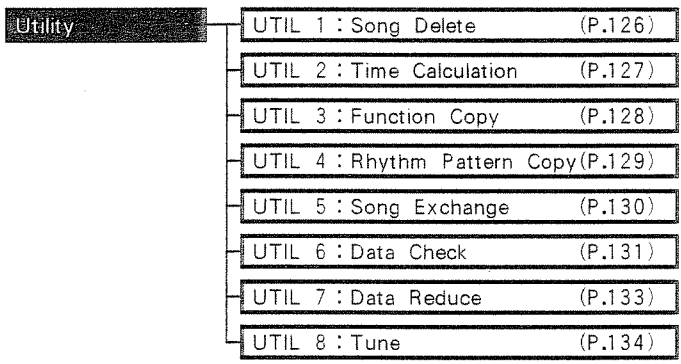 Utility
UTIL 1:Song Delete (P.126)
UTIL 2:Time Calculation (P.127)
UTIL 3:Function Copy (P.128)
UTIL 4:Rhythm Pattern Copy(P.129)
UTIL 5:Song Exchange (P.130)
UTIL 6:Data Check (P.131)
UTIL 7:Data Reduce (P.133)
UTIL 8:Tune (P.134)